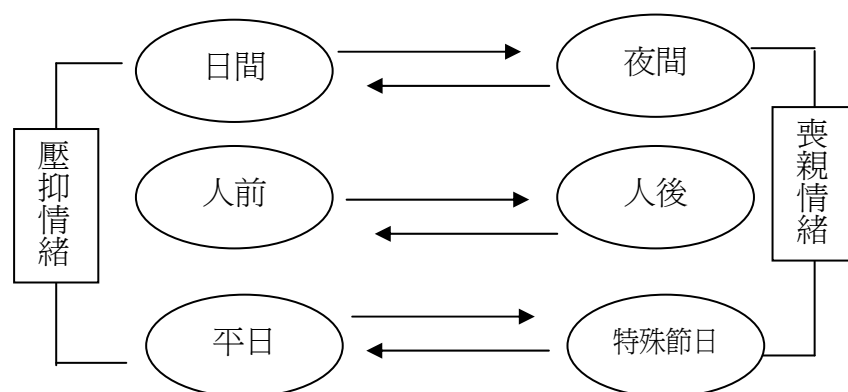 日間
夜間
壓抑情緒
人前
人後
喪親情緒
平日
特殊節日